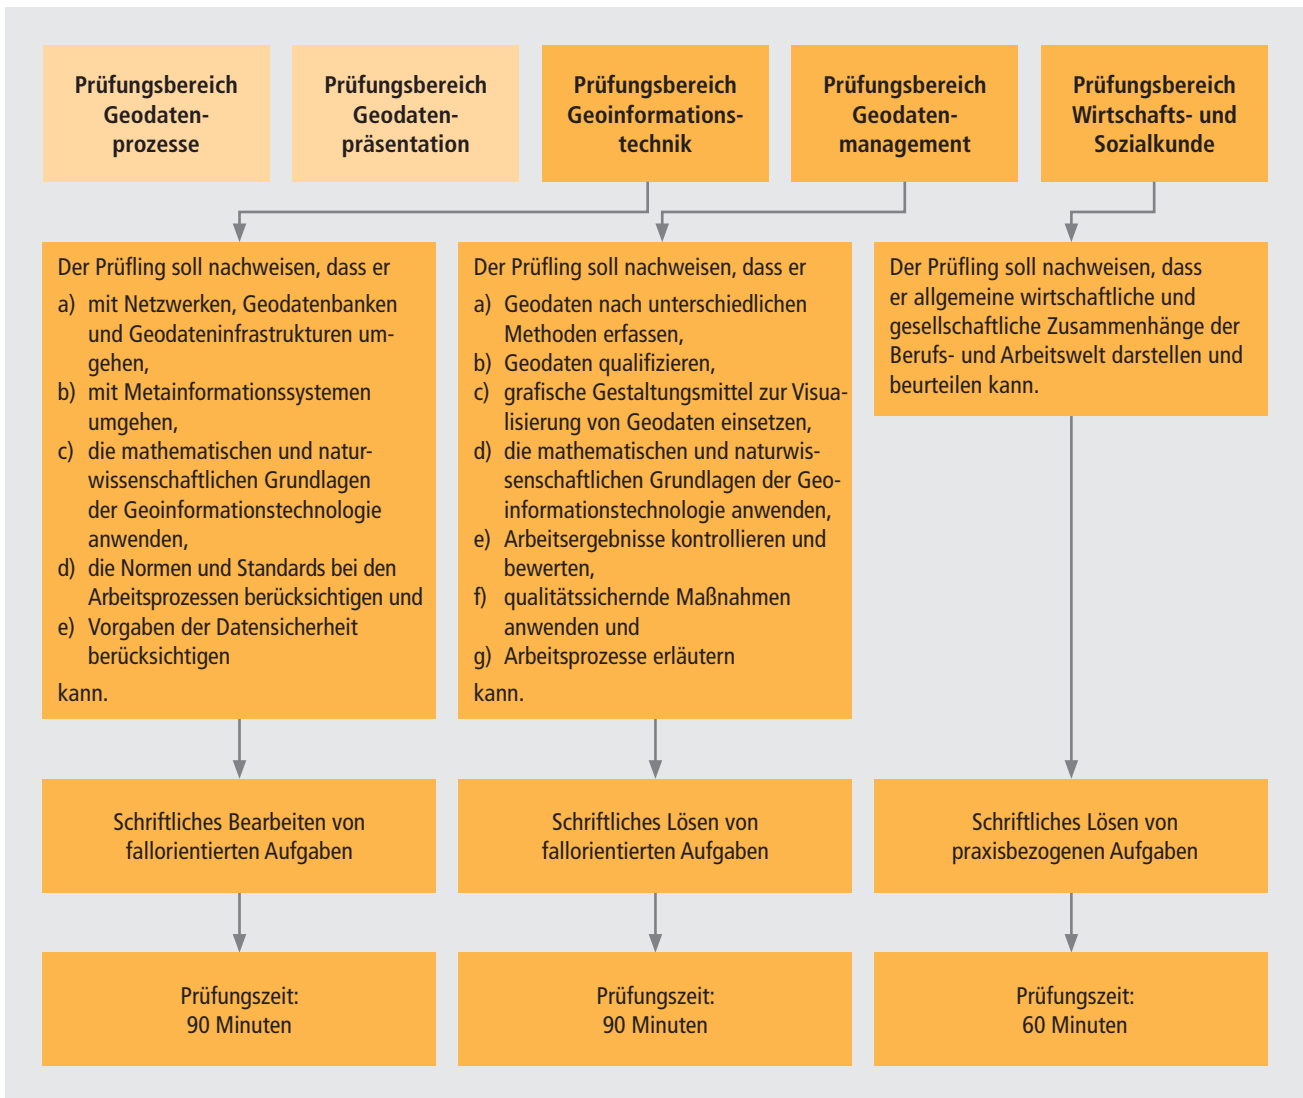 Prüfungsbereich
Geodaten-
prozesse
Prüfungsbereich
Geodaten-
präsentation
Prüfungsbereich
Geoinformations-
technik
Prüfungsbereich
Geodaten-
management
Prüfungsbereich
Wirtschafts- und
Sozialkunde
Der Prüfling soll nachweisen, dass er
a) mit Netzwerken, Geodatenbanken
und Geodateninfrastrukturen um-
gehen,
b) mit Metainformationssystemen
umgehen,
c) die mathematischen und natur-
wissenschaftlichen Grundlagen
der Geoinformationstechnologie
anwenden,
d) die Normen und Standards bei den
Arbeitsprozessen berücksichtigen und
e) Vorgaben der Datensicherheit
berücksichtigen
kann.
Der Prüfling soll nachweisen, dass er
a) Geodaten nach unterschiedlichen
Methoden erfassen,
b) Geodaten qualifizieren,
c) grafische Gestaltungsmittel zur Visua-
lisierung von Geodaten einsetzen,
d) die mathematischen und naturwis-
senschaftlichen Grundlagen der Geo-
informationstechnologie anwenden,
e) Arbeitsergebnisse kontrollieren und
bewerten,
f) qualitätssichernde Maßnahmen
anwenden und
g) Arbeitsprozesse erläutern
kann.
Der Prüfling soll nachweisen, dass
er allgemeine wirtschaftliche und
gesellschaftliche Zusammenhänge der
Berufs- und Arbeitswelt darstellen und
beurteilen kann.
Schriftliches Bearbeiten von
fallorientierten Aufgaben
Schriftliches Lösen von
fallorientierten Aufgaben
Schriftliches Lösen von
praxisbezogenen Aufgaben
Prüfungszeit:
90 Minuten
Prüfungszeit:
90 Minuten
Prüfungszeit:
60 Minuten